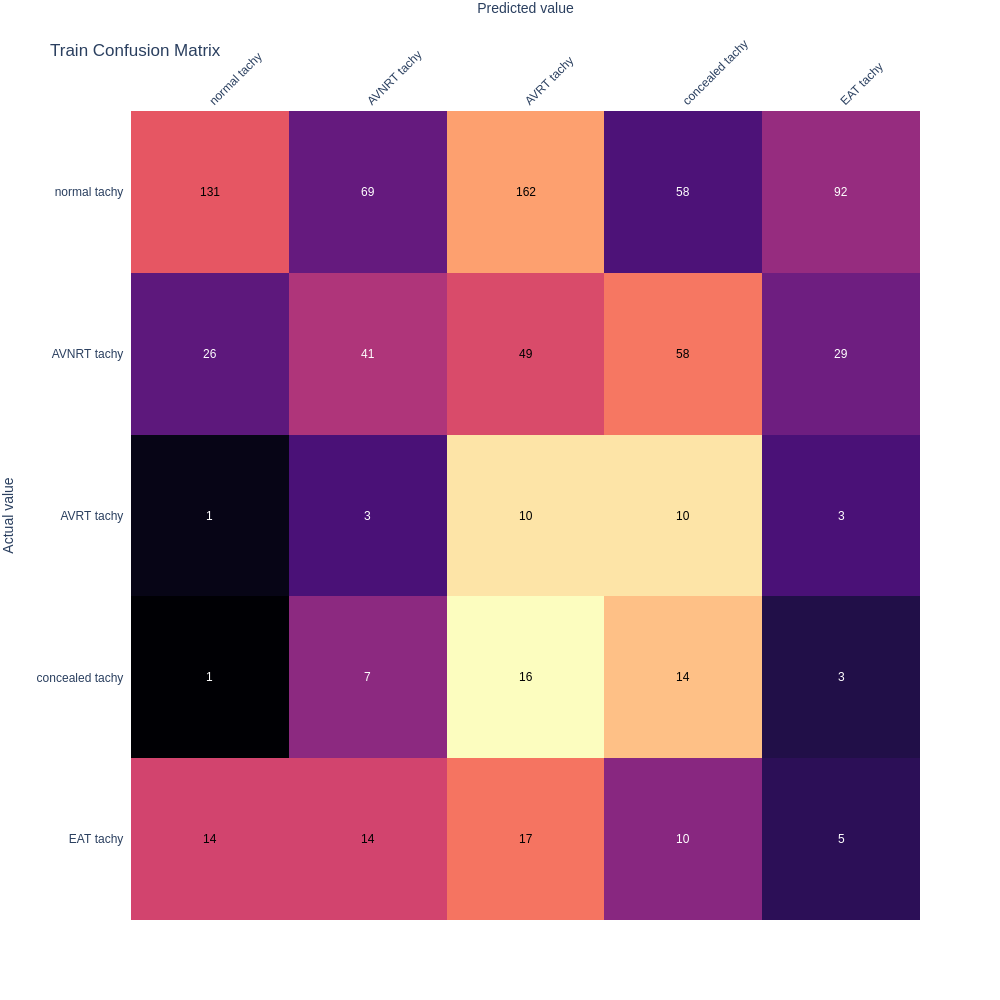 Predicted value
Train Confusion Matrix
normal tachy AVNRT tachy AVRT tachy concealed tachy EAT tachy
Actual value
normal tachy 131 69 162 58 92
AVNRT tachy 26 41 49 58 29
AVRT tachy 1 3 10 10 3
concealed tachy 1 7 16 14 3
EAT tachy 14 14 17 10 5